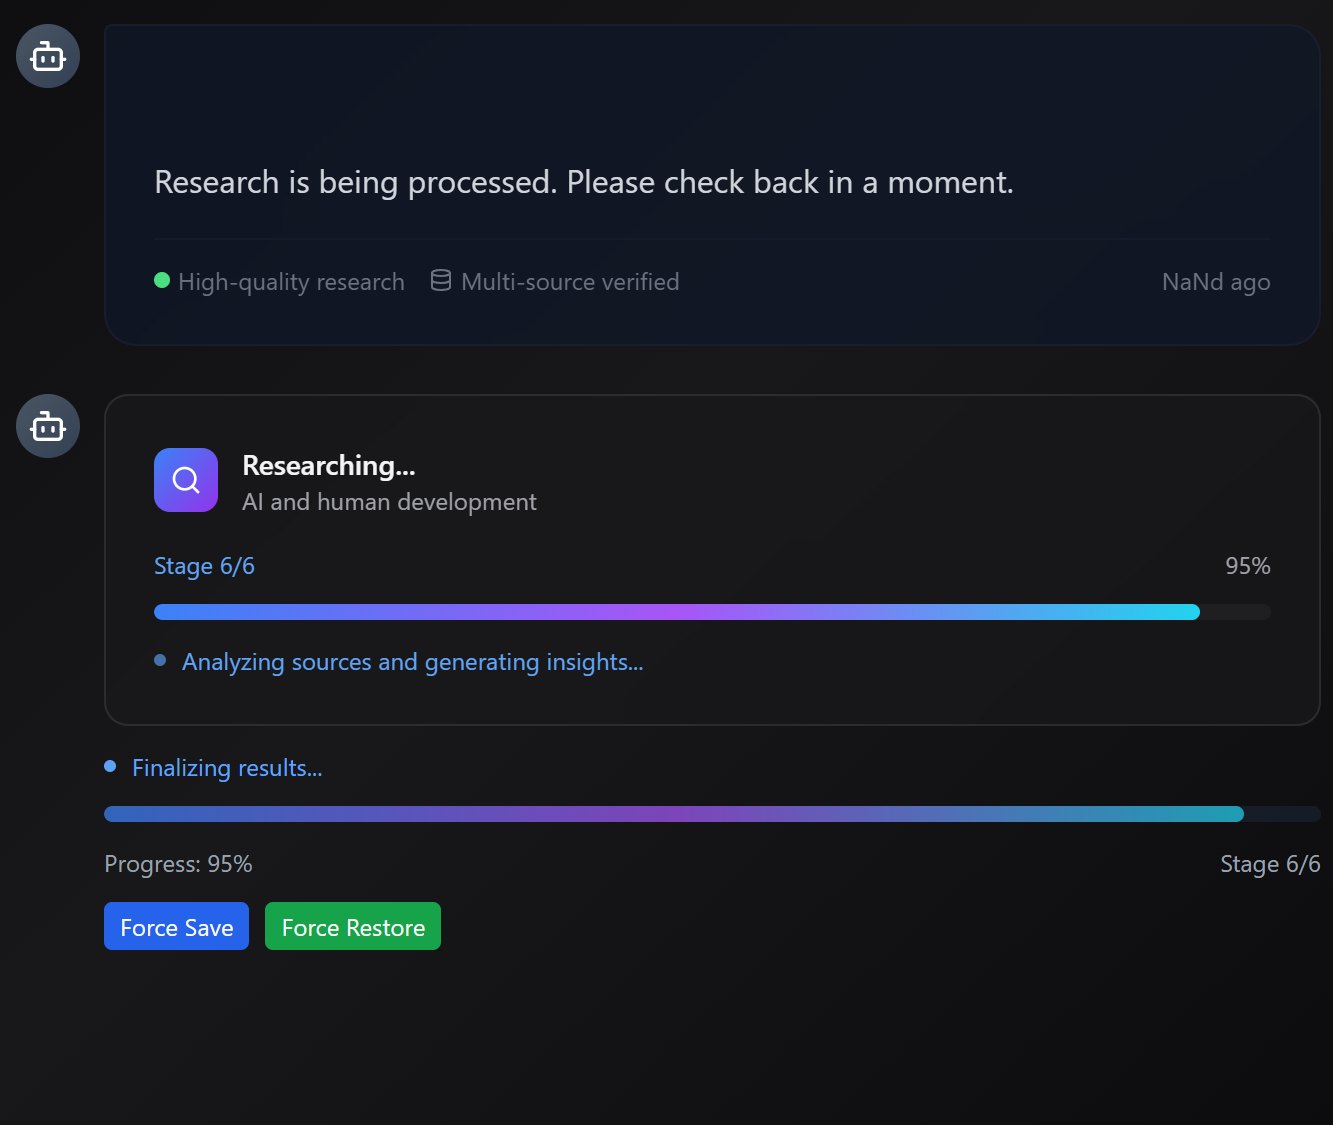 Research is being processed. Please check back in a moment.
High-quality research Multi-source verified NaNd ago
Researching...
AI and human development
Stage 6/6 95%
Analyzing sources and generating insights...
Finalizing results...
Progress: 95% Stage 6/6
Force Save Force Restore